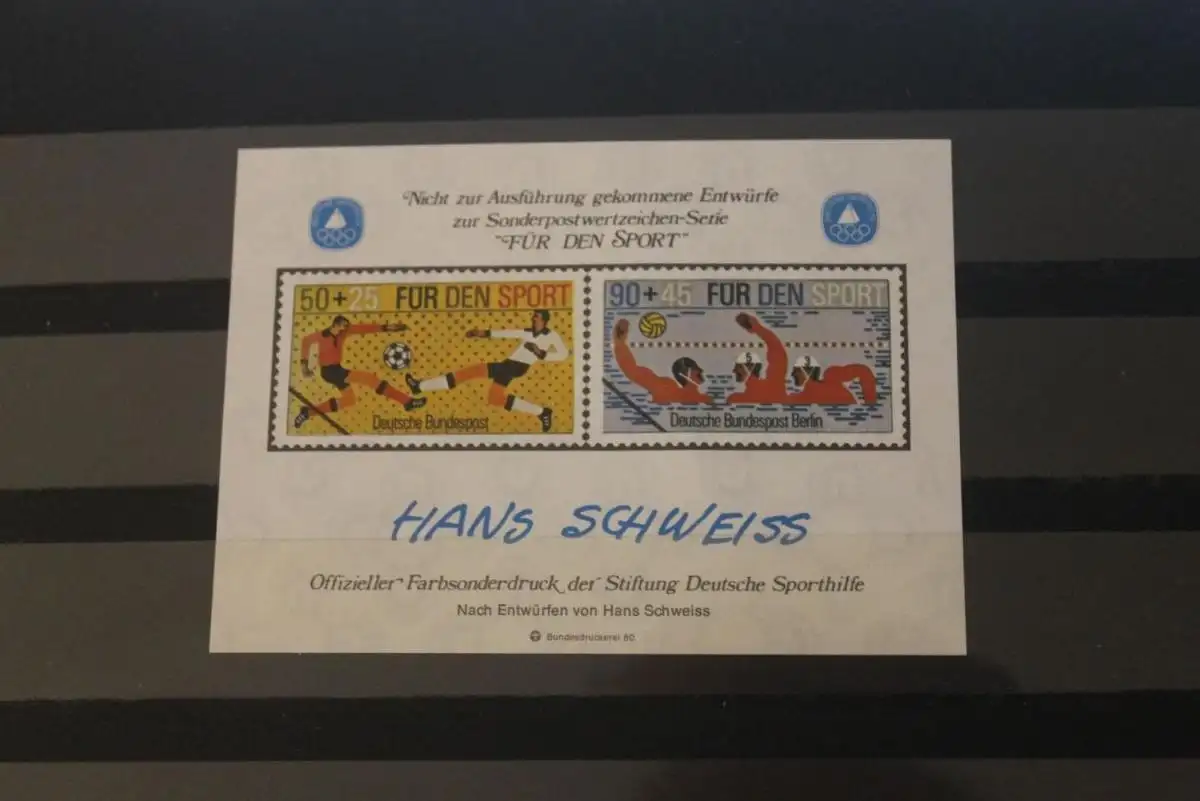 Nicht zur Ausführung gekommene Entwürfe
zur Sonderpostwertzeichen-Serie
"FÜR DEN SPORT"
50+25 FÜR DEN SPORT
Deutsche Bundespost
90+45 FÜR DEN SPORT
5
3
Deutsche Bundespost Berlin
HANS SCHWEISS
Offizieller Farbsonderdruck der Stiftung Deutsche Sporthilfe
Nach Entwürfen von Hans Schweiss
Bundesdruckerei 80